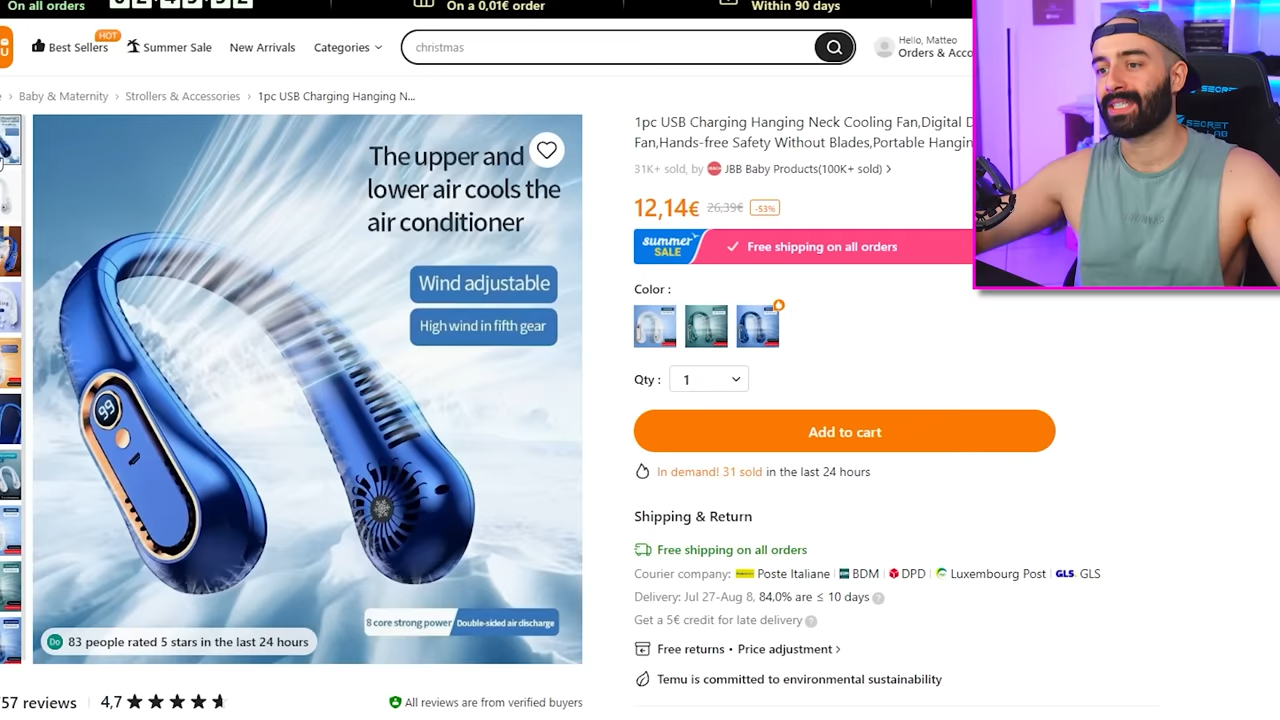 On all orders
On a 0,01€ order
Within 90 days
HOT
Best Sellers
Summer Sale
New Arrivals
Categories
christmas
Hello, Matteo
Orders & Acco
Baby & Maternity › Strollers & Accessories › 1pc USB Charging Hanging N...
1pc USB Charging Hanging Neck Cooling Fan,Digital D
Fan,Hands-free Safety Without Blades,Portable Hangin
31K+ sold, by JBB Baby Products(100K+ sold) ›
12,14€ 26,39€ -53%
summer SALE
Free shipping on all orders
Color :
Qty : 1
Add to cart
In demand! 31 sold in the last 24 hours
Shipping & Return
Free shipping on all orders
Courier company: Poste Italiane BDM DPD Luxembourg Post GLS GLS
Delivery: Jul 27-Aug 8, 84,0% are ≤ 10 days ?
Get a 5€ credit for late delivery ?
Free returns • Price adjustment ›
Temu is committed to environmental sustainability
The upper and
lower air cools the
air conditioner
Wind adjustable
High wind in fifth gear
99
8 core strong power Double-sided air discharge
Do 83 people rated 5 stars in the last 24 hours
57 reviews 4,7
All reviews are from verified buyers
SECRET
SECRET LAB